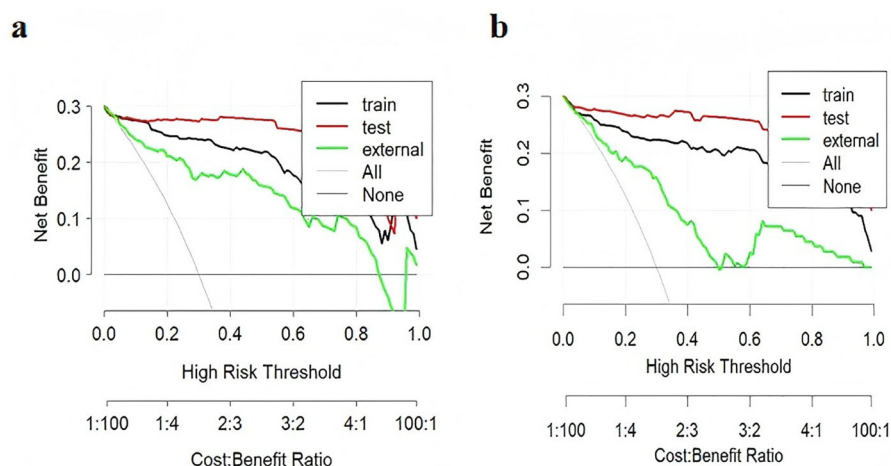 a
Net Benefit
0.3
0.2
0.1
0.0
train
test
external
All
None
0.0 0.2 0.4 0.6 0.8 1.0
High Risk Threshold
1:100 1:4 2:3 3:2 4:1 100:1
Cost:Benefit Ratio
b
Net Benefit
0.3
0.2
0.1
0.0
train
test
external
All
None
0.0 0.2 0.4 0.6 0.8 1.0
High Risk Threshold
1:100 1:4 2:3 3:2 4:1 100:1
Cost:Benefit Ratio